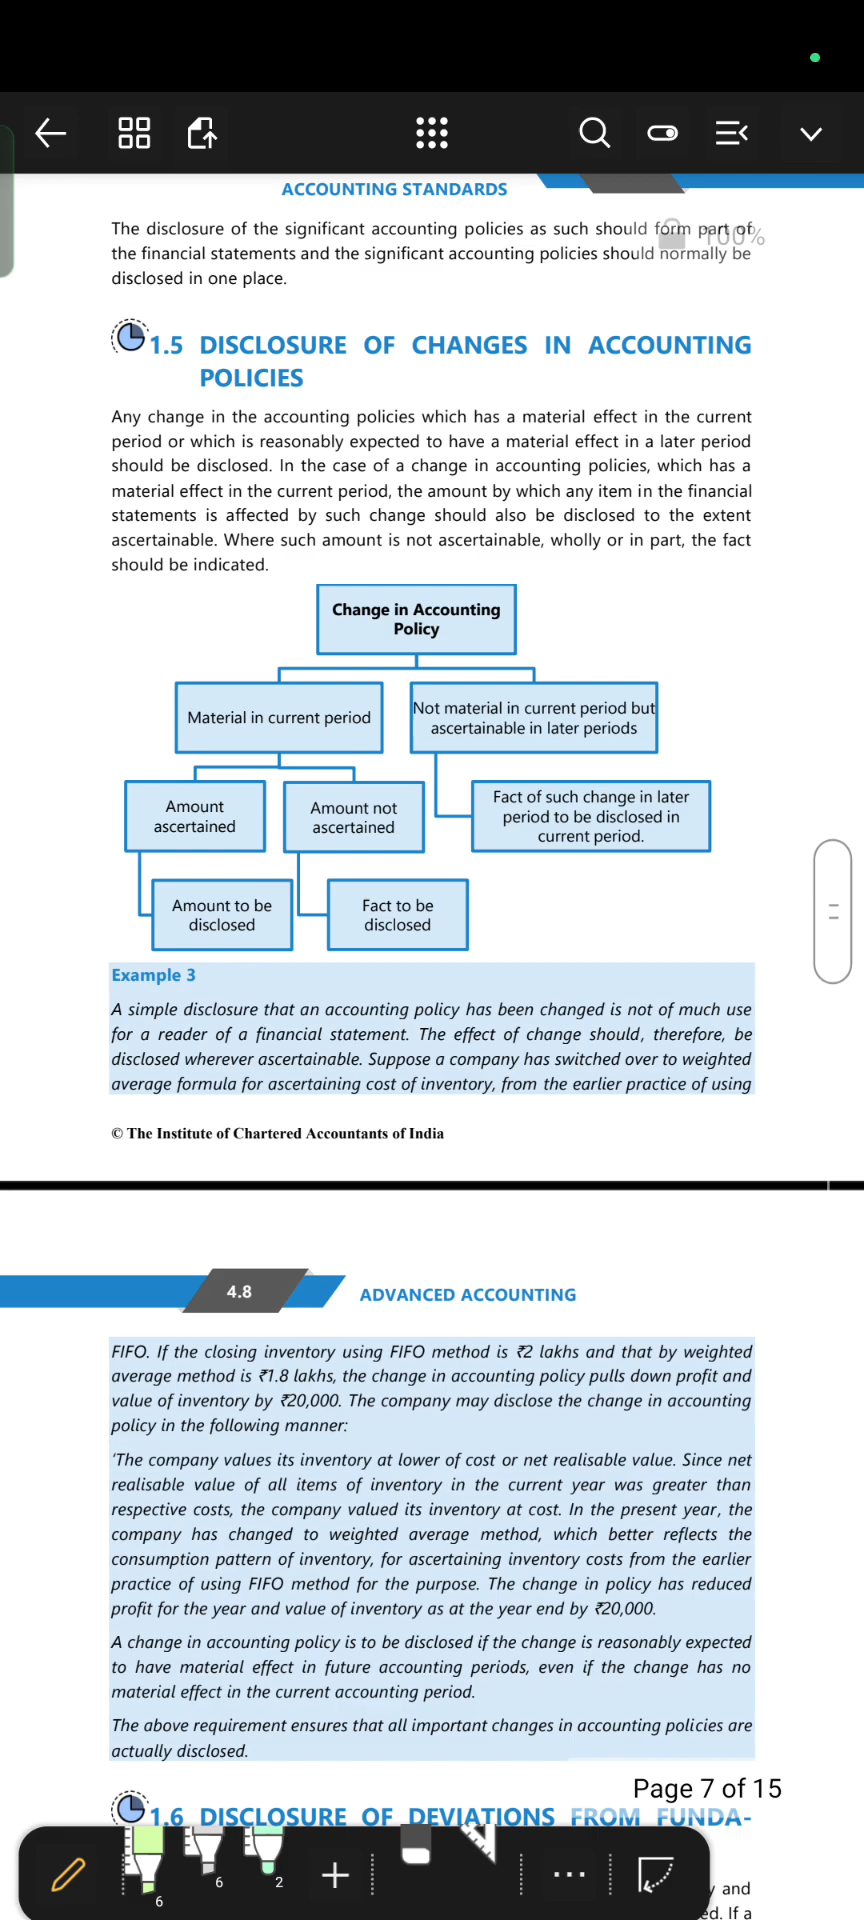 ACCOUNTING STANDARDS
The disclosure of the significant accounting policies as such should form part of
100%
the financial statements and the significant accounting policies should normally be
disclosed in one place.
1.5 DISCLOSURE OF CHANGES IN ACCOUNTING
POLICIES
Any change in the accounting policies which has a material effect in the current
period or which is reasonably expected to have a material effect in a later period
should be disclosed. In the case of a change in accounting policies, which has a
material effect in the current period, the amount by which any item in the financial
statements is affected by such change should also be disclosed to the extent
ascertainable. Where such amount is not ascertainable, wholly or in part, the fact
should be indicated.
Change in Accounting
Policy
Material in current period
Not material in current period but
ascertainable in later periods
Amount
ascertained
Amount not
ascertained
Fact of such change in later
period to be disclosed in
current period.
Amount to be
disclosed
Fact to be
disclosed
Example 3
A simple disclosure that an accounting policy has been changed is not of much use
for a reader of a financial statement. The effect of change should, therefore, be
disclosed wherever ascertainable. Suppose a company has switched over to weighted
average formula for ascertaining cost of inventory, from the earlier practice of using
© The Institute of Chartered Accountants of India
4.8
ADVANCED ACCOUNTING
FIFO. If the closing inventory using FIFO method is ₹2 lakhs and that by weighted
average method is ₹1.8 lakhs, the change in accounting policy pulls down profit and
value of inventory by ₹20,000. The company may disclose the change in accounting
policy in the following manner:
‘The company values its inventory at lower of cost or net realisable value. Since net
realisable value of all items of inventory in the current year was greater than
respective costs, the company valued its inventory at cost. In the present year, the
company has changed to weighted average method, which better reflects the
consumption pattern of inventory, for ascertaining inventory costs from the earlier
practice of using FIFO method for the purpose. The change in policy has reduced
profit for the year and value of inventory as at the year end by ₹20,000.
A change in accounting policy is to be disclosed if the change is reasonably expected
to have material effect in future accounting periods, even if the change has no
material effect in the current accounting period.
The above requirement ensures that all important changes in accounting policies are
actually disclosed.
Page 7 of 15
1.6 DISCLOSURE OF DEVIATIONS FROM FUNDA-
6
6
2
and
ed. If a